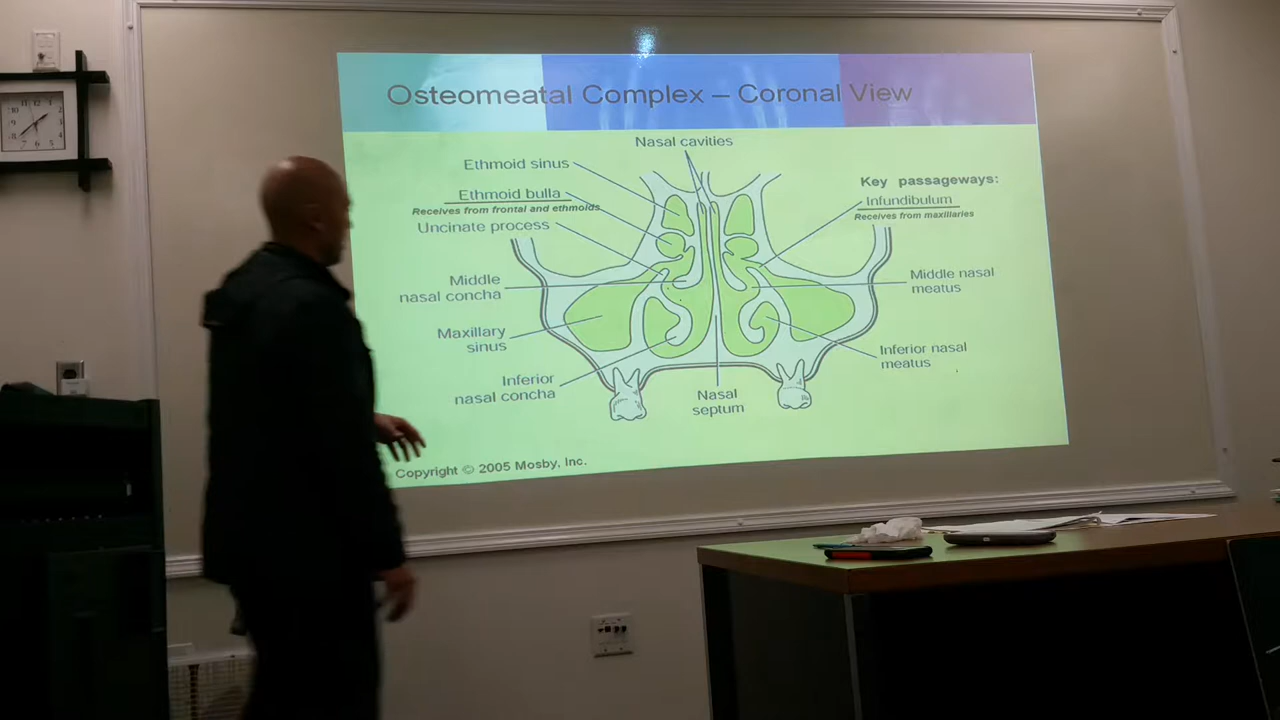 Osteomeatal Complex – Coronal View
Nasal cavities
Ethmoid sinus
Ethmoid bulla
Receives from frontal and ethmoids
Uncinate process
Middle
nasal concha
Maxillary
sinus
Inferior
nasal concha
Nasal
septum
Key passageways:
Infundibulum
Receives from maxillaries
Middle nasal
meatus
Inferior nasal
meatus
Copyright © 2005 Mosby, Inc.